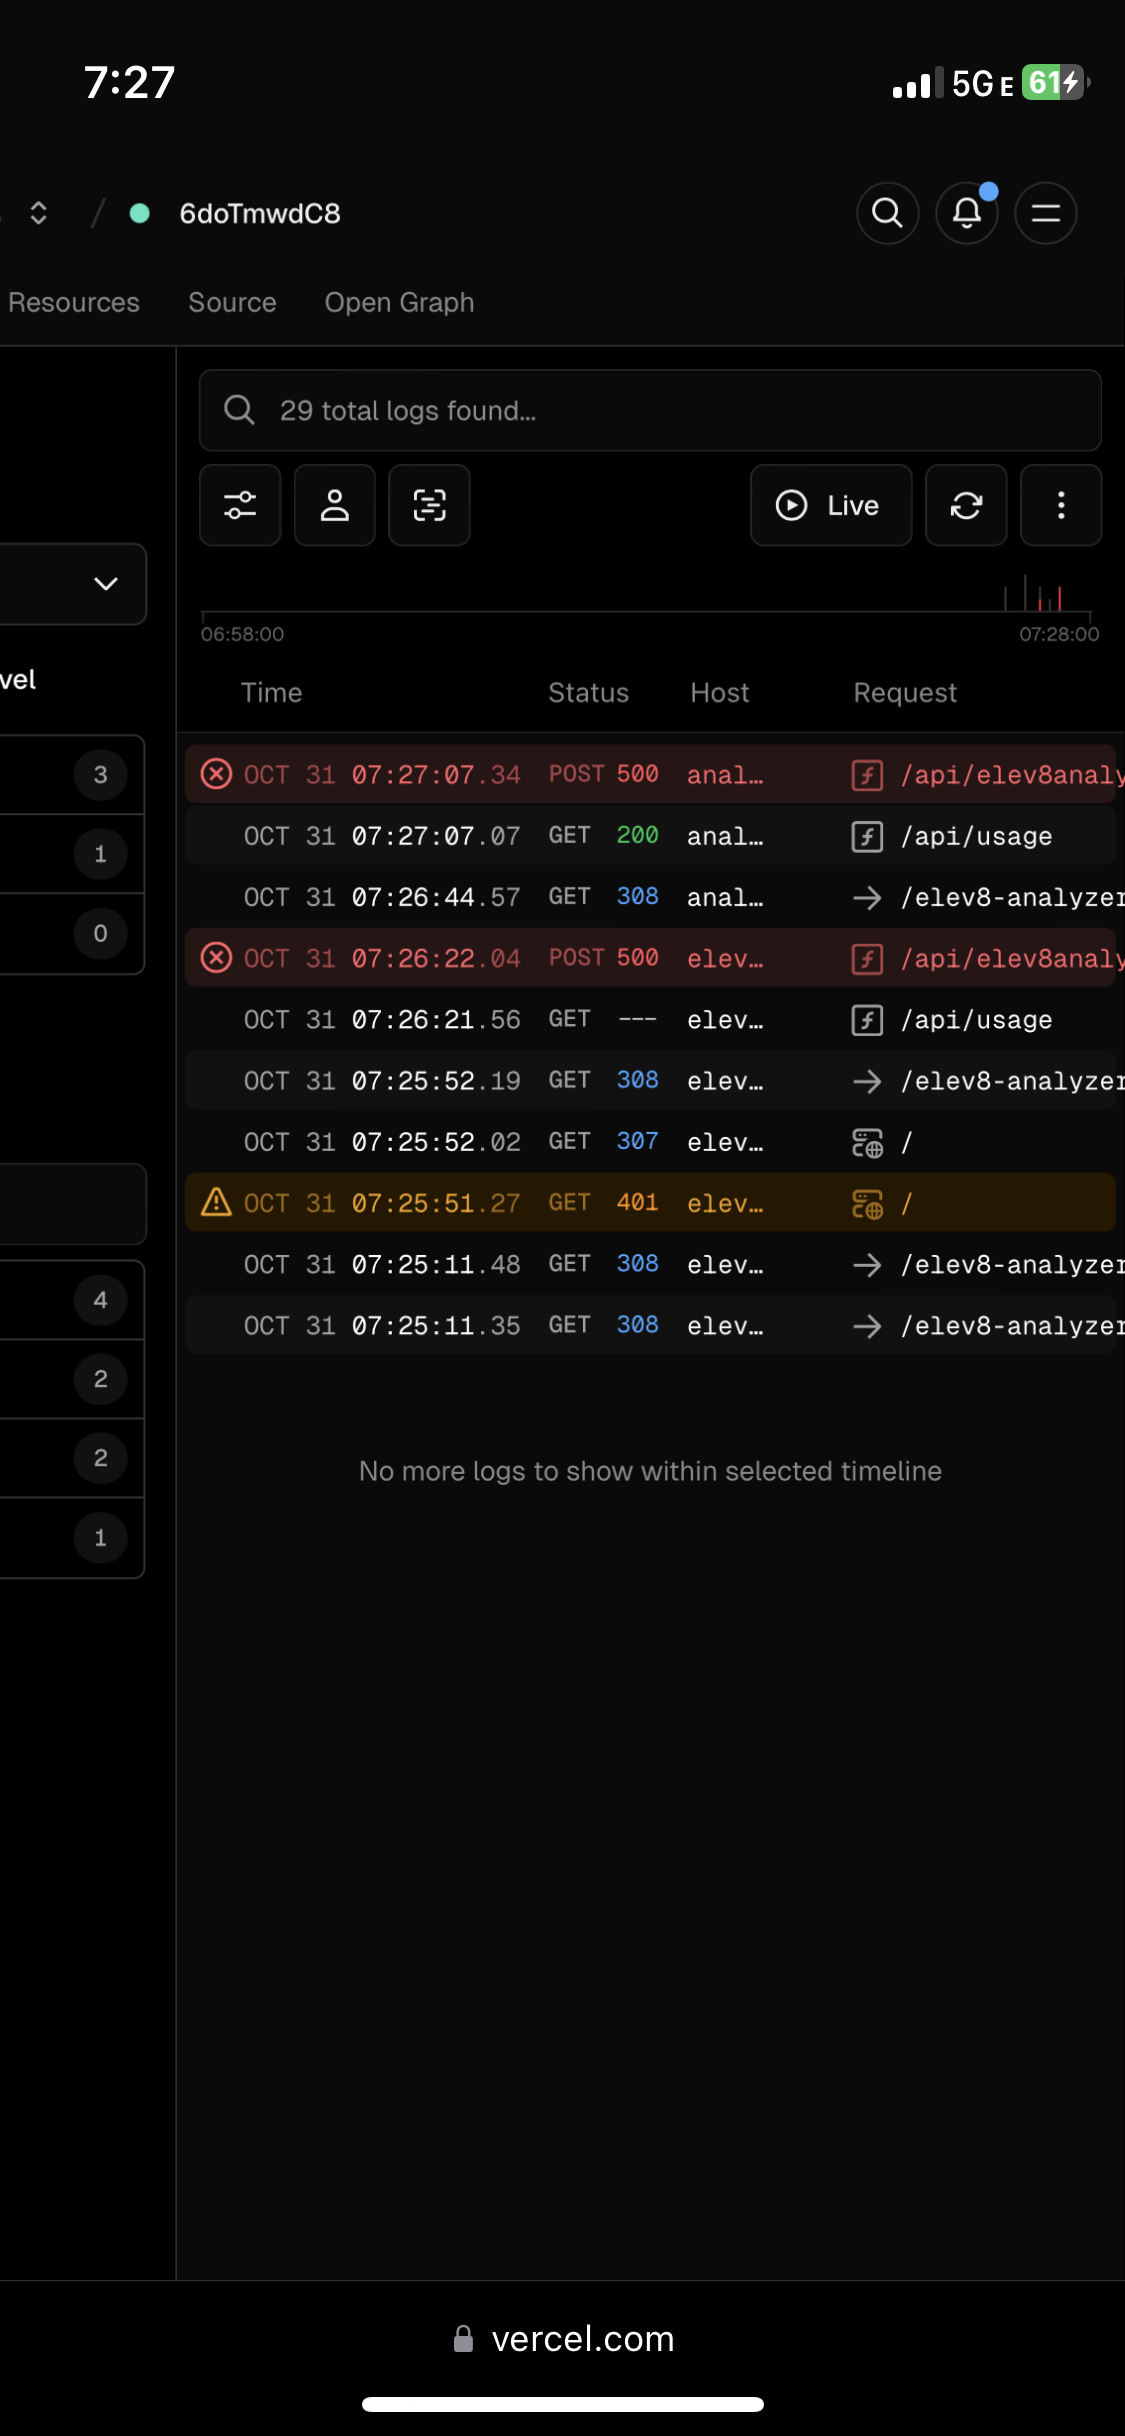 7:27
5G E 61
/ 6doTmwdC8
Resources Source Open Graph
29 total logs found...
Live
06:58:00 07:28:00
vel
Time Status Host Request
3
1
0
OCT 31 07:27:07.34 POST 500 anal… /api/elev8analy
OCT 31 07:27:07.07 GET 200 anal… /api/usage
OCT 31 07:26:44.57 GET 308 anal… /elev8-analyzer
OCT 31 07:26:22.04 POST 500 elev… /api/elev8analy
OCT 31 07:26:21.56 GET --- elev… /api/usage
OCT 31 07:25:52.19 GET 308 elev… /elev8-analyzer
OCT 31 07:25:52.02 GET 307 elev… /
OCT 31 07:25:51.27 GET 401 elev… /
OCT 31 07:25:11.48 GET 308 elev… /elev8-analyzer
OCT 31 07:25:11.35 GET 308 elev… /elev8-analyzer
4
2
2
1
No more logs to show within selected timeline
vercel.com